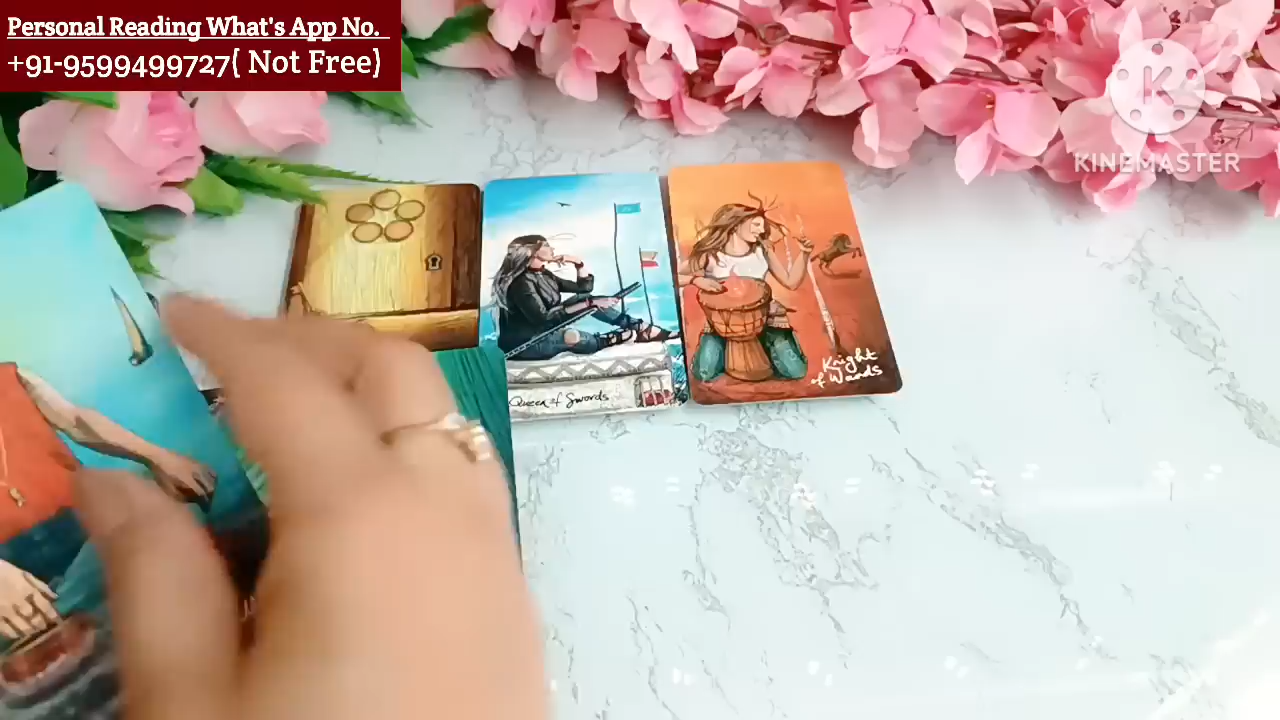 Personal Reading What's App No.
+91-9599499727( Not Free)
K
KINEMASTER
Queen of Swords
Knight
of Wands